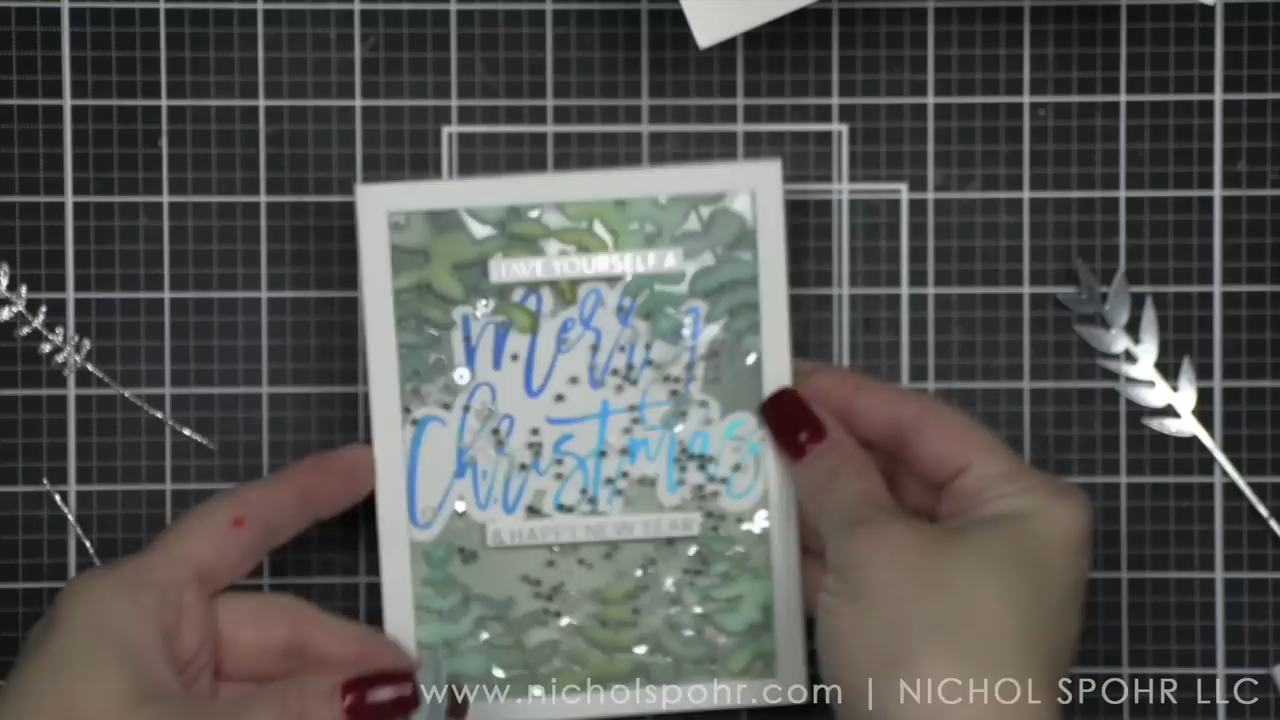 HAVE YOURSELF A
merry
Christmas
& HAPPY NEW YEAR
www.nicholspohr.com | NICHOL SPOHR LLC